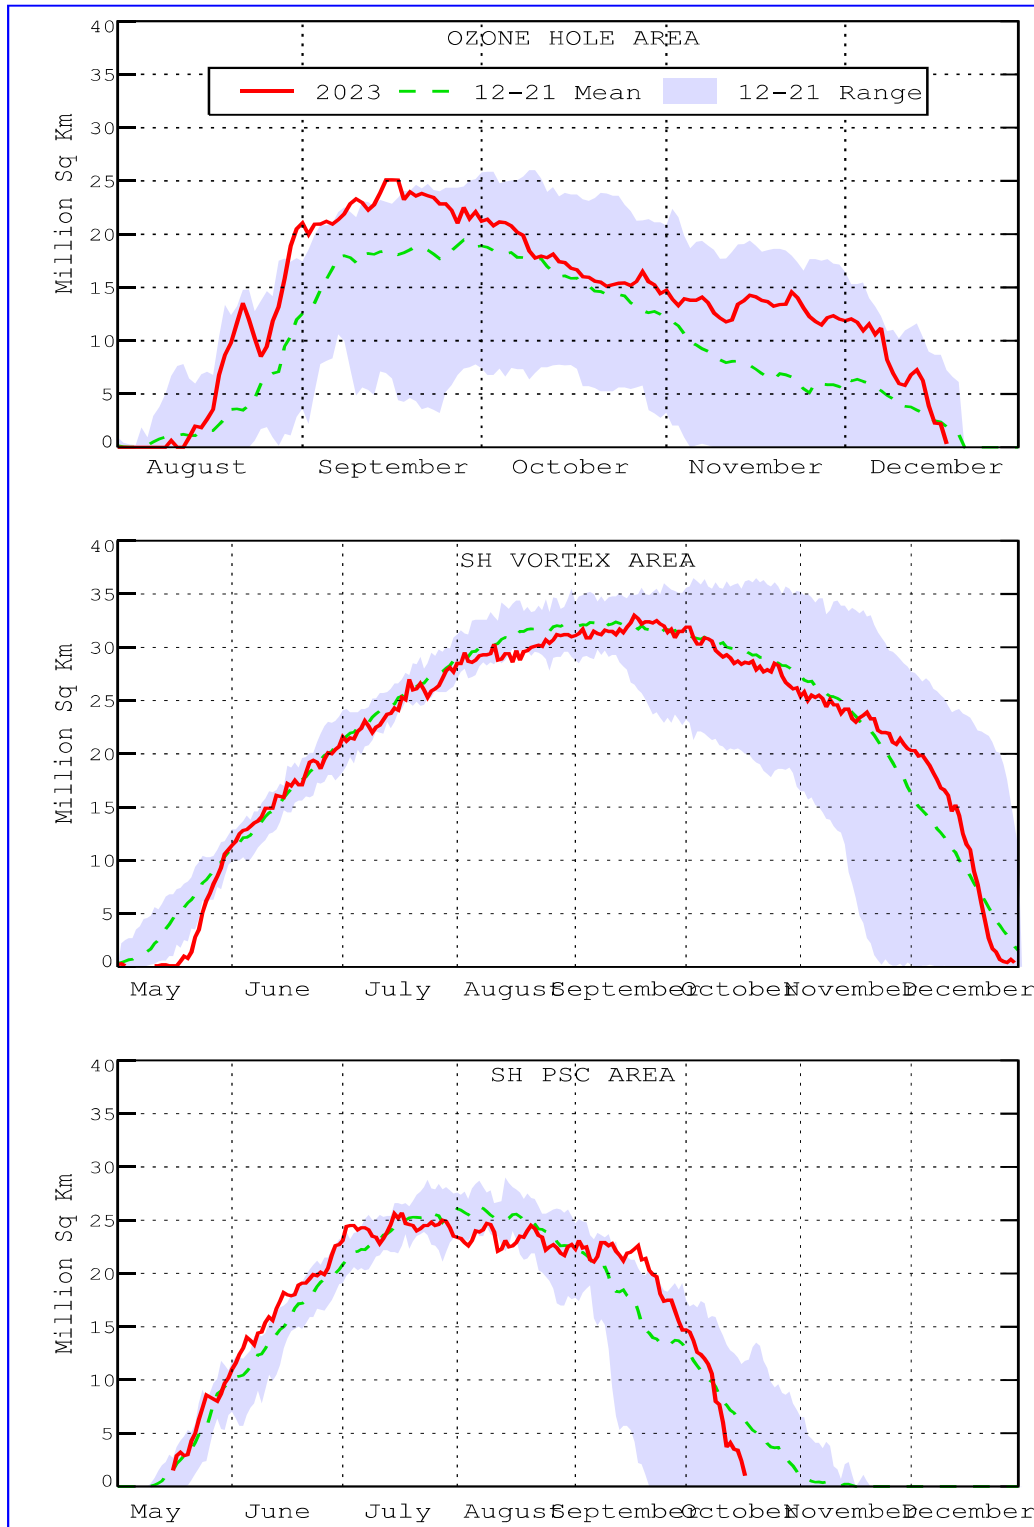 OZONE HOLE AREA
2023 12-21 Mean 12-21 Range
Million Sq Km
40
35
30
25
20
15
10
5
0
August September October November December
SH VORTEX AREA
Million Sq Km
40
35
30
25
20
15
10
5
0
May June July August September October November December
SH PSC AREA
Million Sq Km
40
35
30
25
20
15
10
5
0
May June July August September October November December